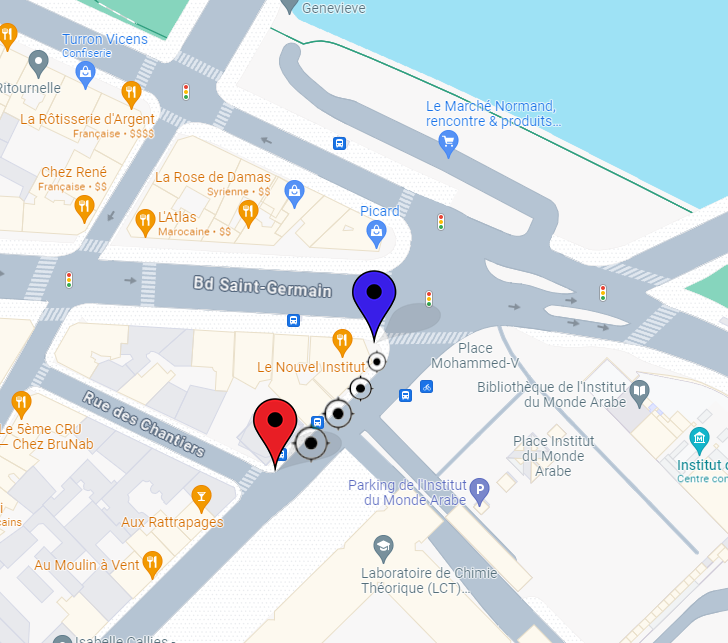 Genevieve
Turron Vicens
Confiserie
Ritournelle
La Rôtisserie d'Argent
Française • $$$$
Le Marché Normand,
rencontre & produits...
Chez René
Française • $$
La Rose de Damas
Syrienne • $$
L'Atlas
Marocaine • $$
Picard
Bd Saint-Germain
Le Nouvel Institut
Place
Mohammed-V
Bibliothèque de l'Institut
du Monde Arabe
Rue des Chantiers
Le 5ème CRU
— Chez BruNab
Place Institut
du Monde
Arabe
Institut d
Centre con
Parking de l'Institut
du Monde Arabe
P
Aux Rattrapages
Au Moulin à Vent
Laboratoire de Chimie
Théorique (LCT)...
Isabelle Callies -